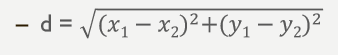 – d = √(x₁ − x₂)²+(y₁ − y₂)²